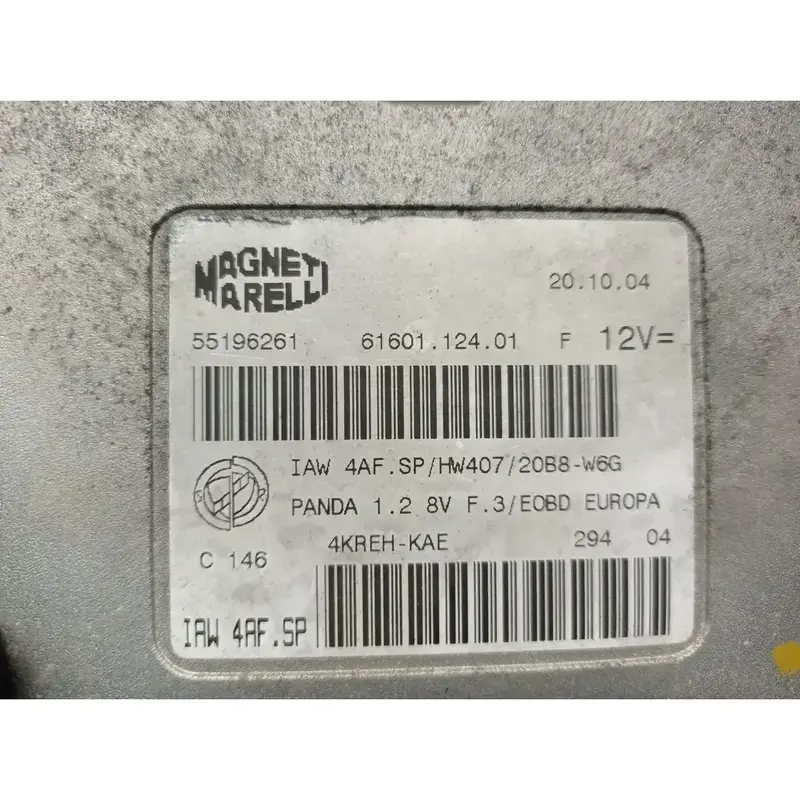 MAGNETI
MARELLI
20.10.04
55196261 61601.124.01 F 12V=
IAW 4AF.SP/HW407/20B8-W6G
PANDA 1.2 8V F.3/EOBD EUROPA
4KREH-KAE 294 04
C 146
IAW 4AF.SP